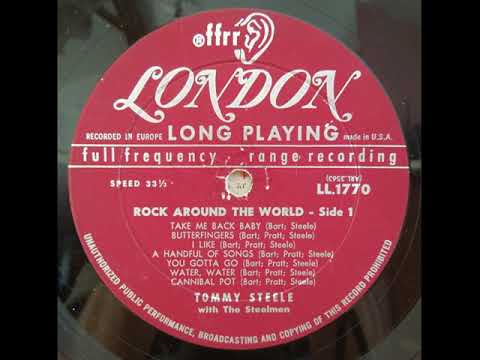 ®ffrr
LONDON
RECORDED IN EUROPE LONG PLAYING made in U.S.A.
full frequency range recording
SPEED 33⅓ (ARL.2563) LL.1770
ROCK AROUND THE WORLD - Side 1
TAKE ME BACK BABY (Bart; Steele)
BUTTERFINGERS (Bart; Pratt; Steele)
I LIKE (Bart; Pratt; Steele)
A HANDFUL OF SONGS (Bart; Pratt; Steele)
YOU GOTTA GO (Bart; Pratt; Steele)
WATER, WATER (Bart; Pratt; Steele)
CANNIBAL POT (Bart; Pratt; Steele)
TOMMY STEELE
with The Steelmen
UNAUTHORIZED PUBLIC PERFORMANCE, BROADCASTING AND COPYING OF THIS RECORD PROHIBITED